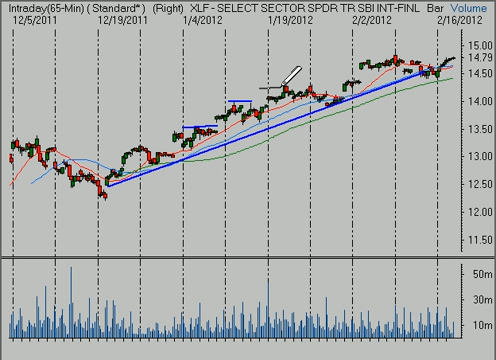 Intraday(65-Min) ( Standard* ) (Right) XLF - SELECT SECTOR SPDR TR SBI INT-FINL Bar Volume
12/5/2011 12/19/2011 1/4/2012 1/19/2012 2/2/2012 2/16/2012
15.00
14.79
14.50
14.00
13.50
13.00
12.50
12.00
11.50
50m
30m
10m